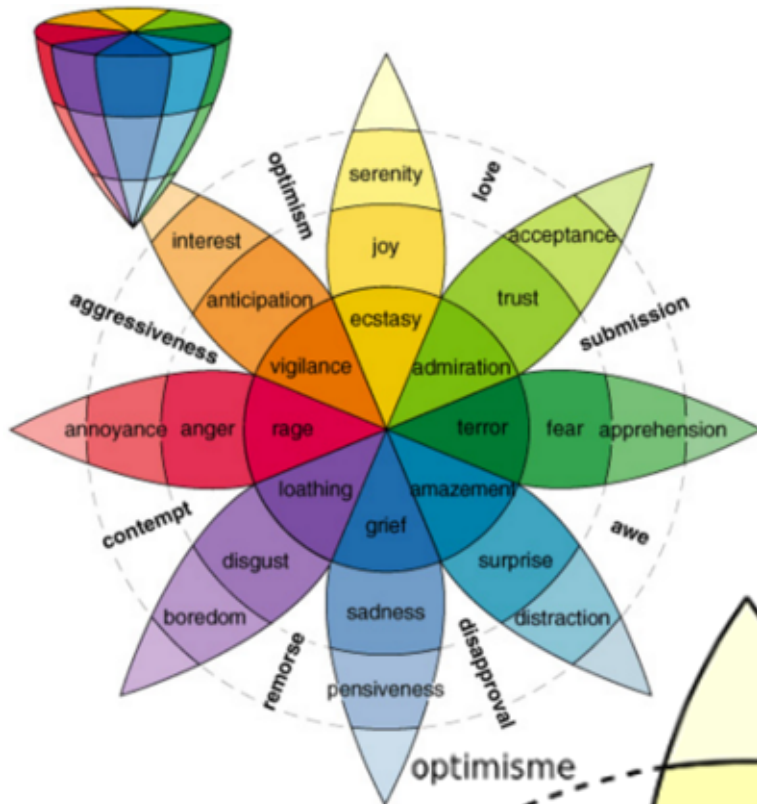 optimism
serenity
love
interest
joy
acceptance
anticipation
trust
aggressiveness
ecstasy
submission
vigilance
admiration
annoyance
anger
rage
terror
fear
apprehension
loathing
amazement
contempt
grief
awe
disgust
surprise
boredom
sadness
distraction
remorse
disapproval
pensiveness
optimisme